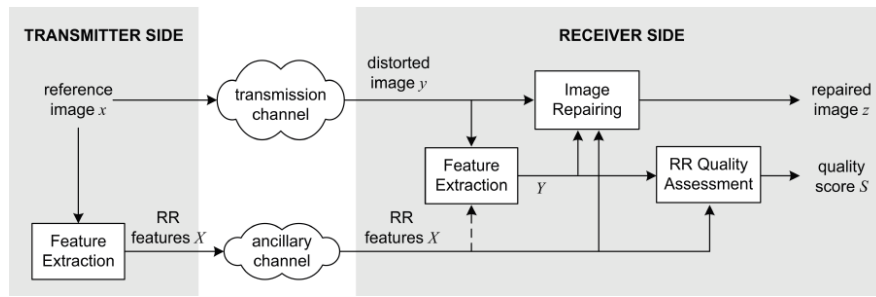 TRANSMITTER SIDE
RECEIVER SIDE
reference
image x
transmission
channel
distorted
image y
Image
Repairing
repaired
image z
Feature
Extraction
Y
RR Quality
Assessment
quality
score S
Feature
Extraction
RR
features X
ancillary
channel
RR
features X